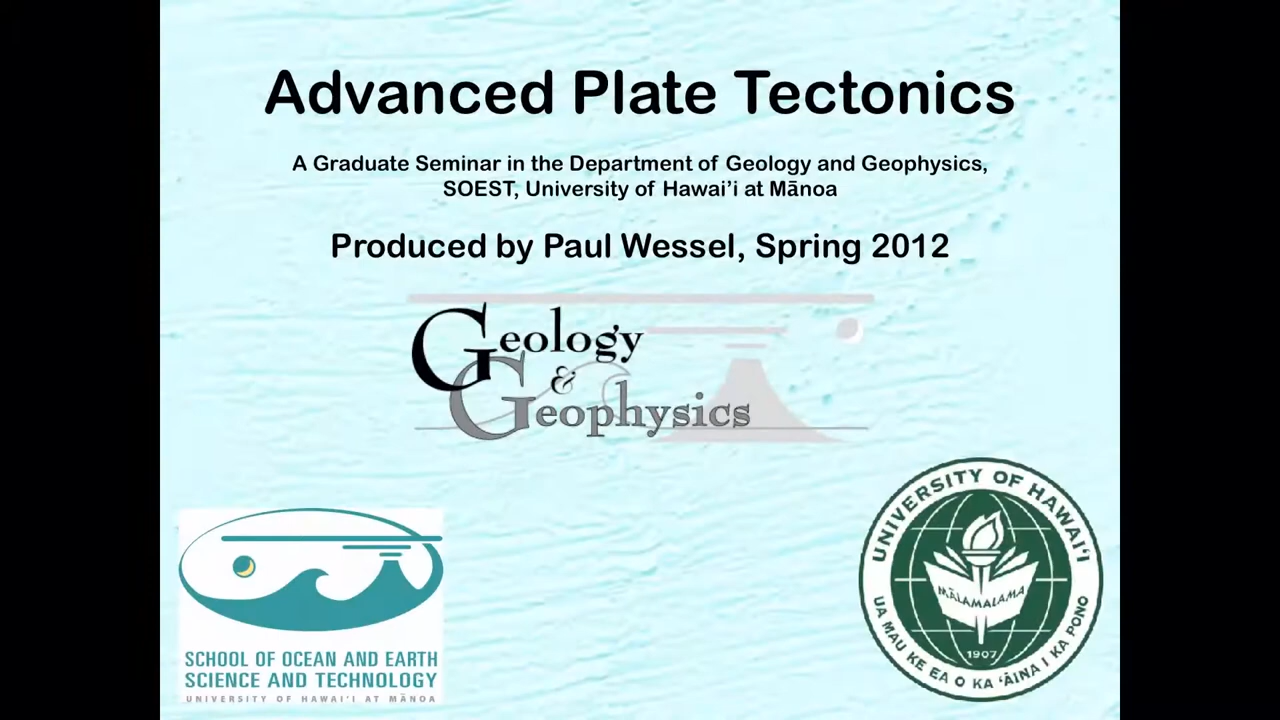 Advanced Plate Tectonics
A Graduate Seminar in the Department of Geology and Geophysics,
SOEST, University of Hawai’i at Mānoa
Produced by Paul Wessel, Spring 2012
Geology
&
Geophysics
SCHOOL OF OCEAN AND EARTH
SCIENCE AND TECHNOLOGY
UNIVERSITY OF HAWAI‘I AT MĀNOA
UNIVERSITY OF HAWAI‘I
MĀLAMALAMA
1907
UA MAU KE EA O KA ‘ĀINA I KA PONO